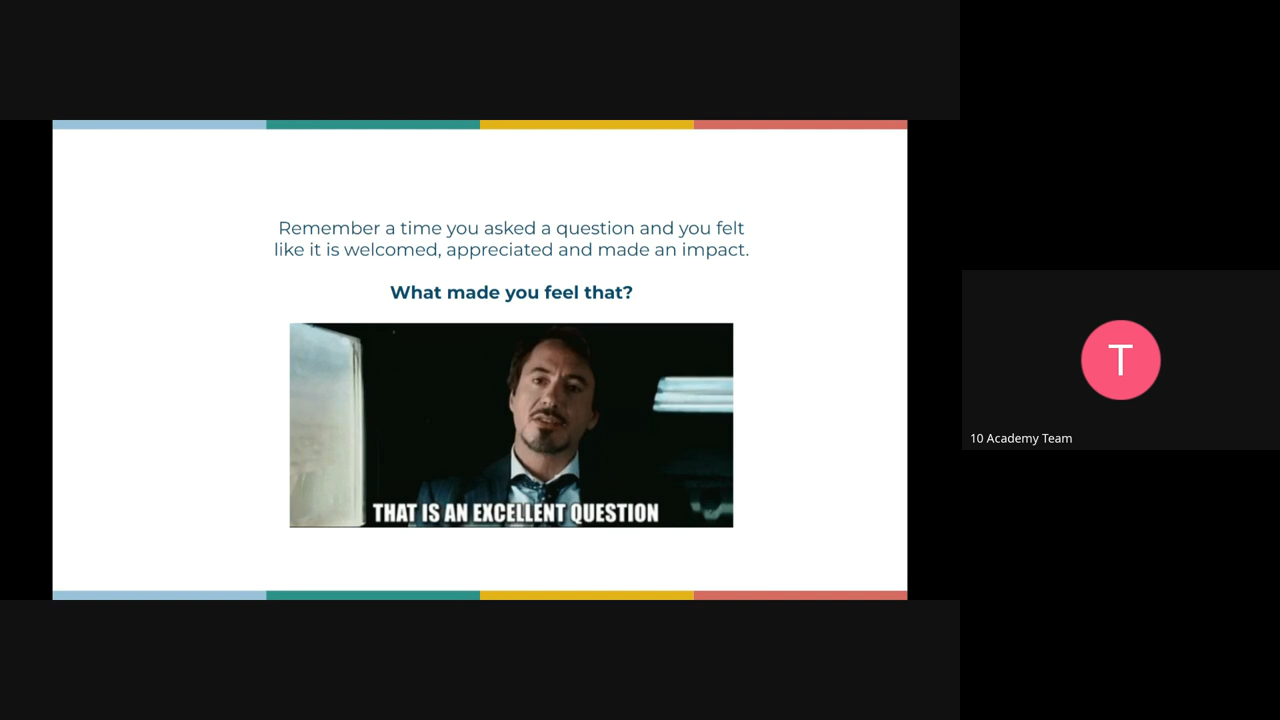 Remember a time you asked a question and you felt
like it is welcomed, appreciated and made an impact.
What made you feel that?
THAT IS AN EXCELLENT QUESTION
T
10 Academy Team